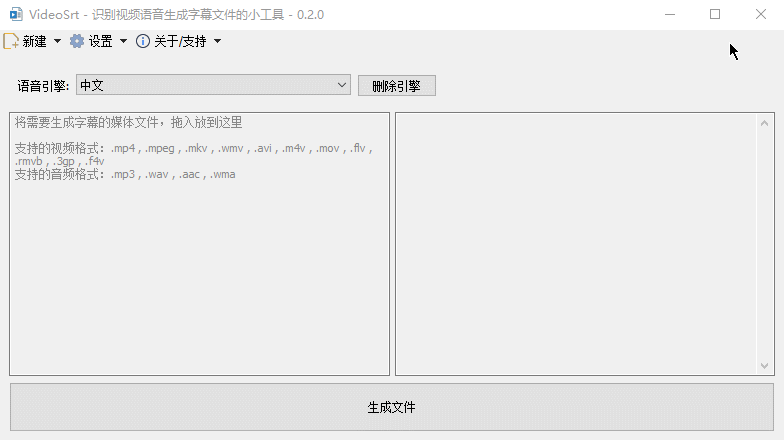 VideoSrt - 识别视频语音生成字幕文件的小工具 - 0.2.0
新建 设置 关于/支持
语音引擎: 中文 删除引擎
将需要生成字幕的媒体文件，拖入放到这里
支持的视频格式：.mp4 , .mpeg , .mkv , .wmv , .avi , .m4v , .mov , .flv ,
.rmvb , .3gp , .f4v
支持的音频格式：.mp3 , .wav , .aac , .wma
生成文件